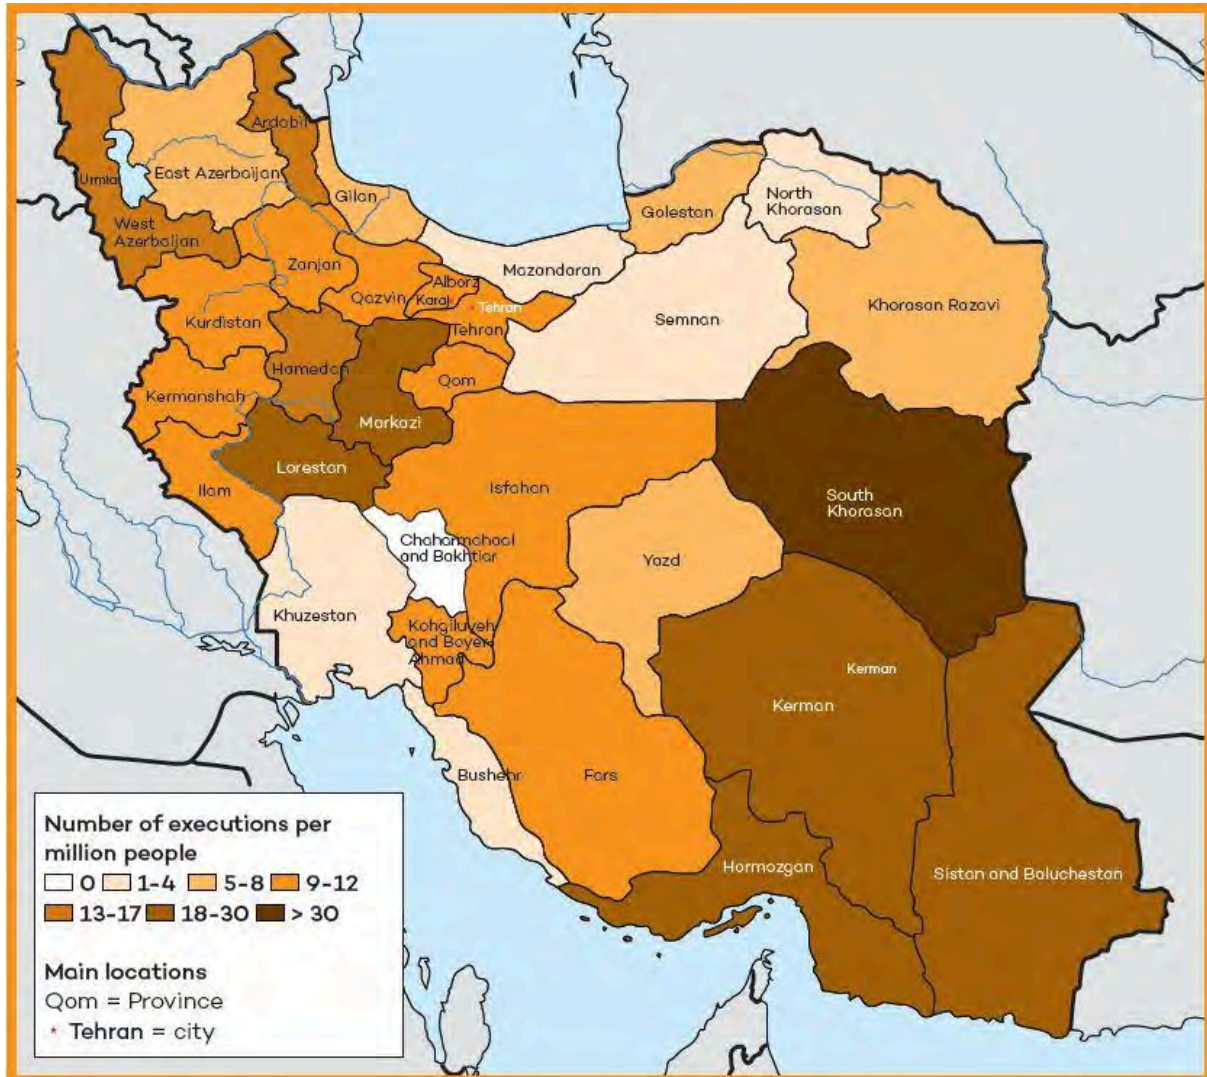 Ardabil
East Azerbaijan
Urmia
Gilan
North
Khorasan
Golestan
West
Azerbaijan
Zanjan
Mazandaran
Alborz
Qazvin
Karaj
Tehran
Khorasan Razavi
Kurdistan
Semnan
Tehran
Hamedan
Qom
Kermanshah
Markazi
Lorestan
Ilam
Isfahan
South
Khorasan
Chaharmahaal
and Bakhtiar
Yazd
Khuzestan
Kohgiluyeh
and Boyer-
Ahmad
Kerman
Kerman
Bushehr
Fars
Hormozgan
Sistan and Baluchestan
Number of executions per
million people
0 1-4 5-8 9-12
13-17 18-30 > 30
Main locations
Qom = Province
* Tehran = city